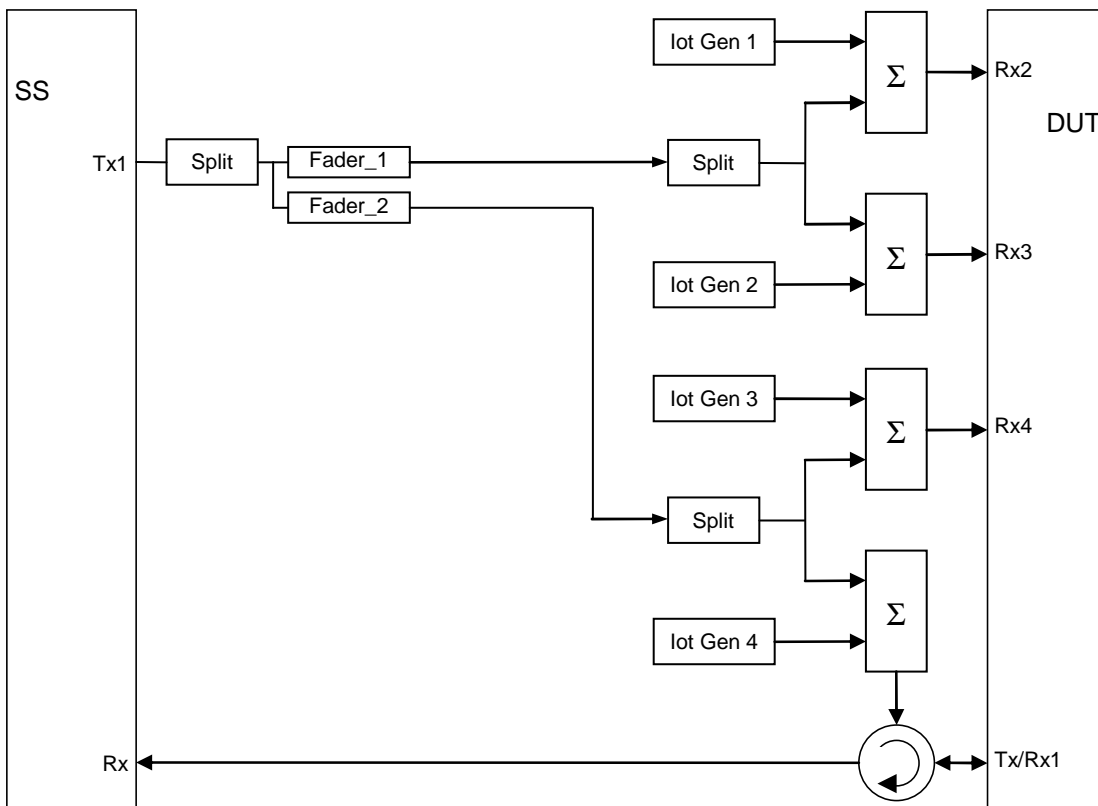 Iot Gen 1
Σ
Rx2
SS
DUT
Tx1
Split
Fader_1
Split
Fader_2
Σ
Rx3
Iot Gen 2
Iot Gen 3
Σ
Rx4
Split
Σ
Iot Gen 4
Rx
Tx/Rx1